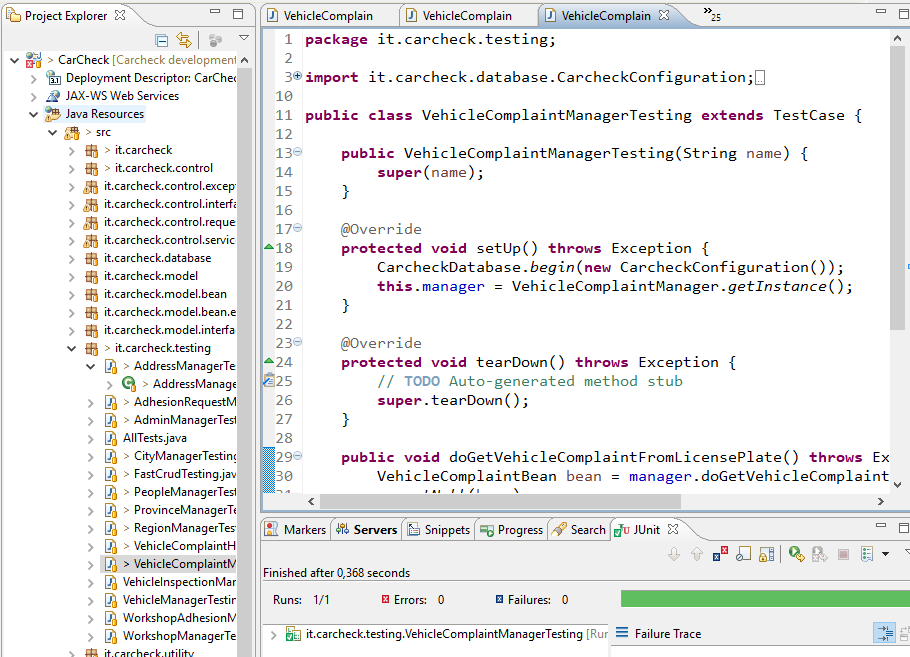 Project Explorer
CarCheck [Carcheck development
Deployment Descriptor: CarChec
JAX-WS Web Services
Java Resources
> src
> it.carcheck
> it.carcheck.control
it.carcheck.control.excep
it.carcheck.control.interfa
it.carcheck.control.reque
it.carcheck.control.servic
it.carcheck.database
it.carcheck.model
it.carcheck.model.bean
it.carcheck.model.bean.e
it.carcheck.model.interfa
> it.carcheck.testing
> AddressManagerTe
> AddressManage
> AdhesionRequestM
> AdminManagerTest
AllTests.java
> CityManagerTesting
> FastCrudTesting.jav
> PeopleManagerTest
> ProvinceManagerTe
> RegionManagerTes
> VehicleComplaintH
> VehicleComplaintM
VehicleInspectionMan
> VehicleManagerTestin
WorkshopAdhesionM
WorkshopManagerTe
it.carcheck.utility
VehicleComplain VehicleComplain VehicleComplain »25
1 package it.carcheck.testing;
2
3 import it.carcheck.database.CarcheckConfiguration;
10
11 public class VehicleComplaintManagerTesting extends TestCase {
12
13 public VehicleComplaintManagerTesting(String name) {
14 super(name);
15 }
16
17 @Override
18 protected void setUp() throws Exception {
19 CarcheckDatabase.begin(new CarcheckConfiguration());
20 this.manager = VehicleComplaintManager.getInstance();
21 }
22
23 @Override
24 protected void tearDown() throws Exception {
25 // TODO Auto-generated method stub
26 super.tearDown();
27 }
28
29 public void doGetVehicleComplaintFromLicensePlate() throws Ex
30 VehicleComplaintBean bean = manager.doGetVehicleComplaint
Markers Servers Snippets Progress Search JUnit
Finished after 0,368 seconds
Runs: 1/1 Errors: 0 Failures: 0
it.carcheck.testing.VehicleComplaintManagerTesting [Run
Failure Trace